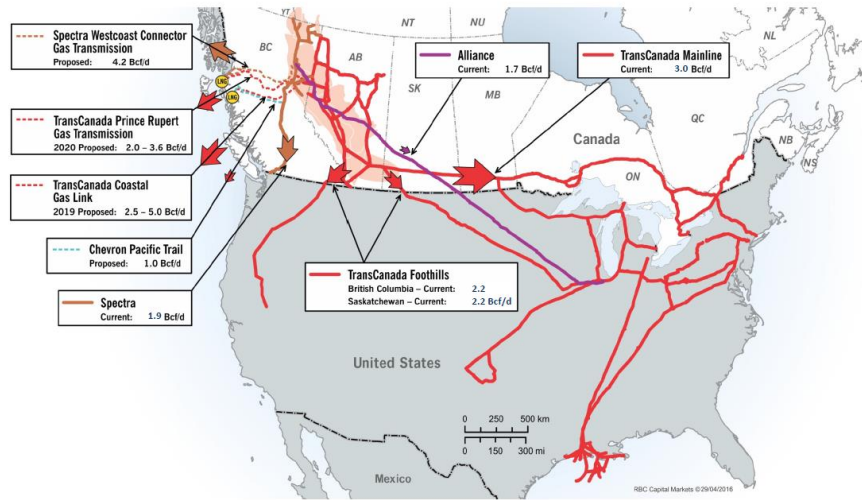 YT
NT
NU
NL
BC
AB
SK
MB
QC
ON
NB
NS
Canada
Spectra Westcoast Connector
Gas Transmission
Proposed: 4.2 Bcf/d
LNG
LNG
TransCanada Prince Rupert
Gas Transmission
2020 Proposed: 2.0 – 3.6 Bcf/d
TransCanada Coastal
Gas Link
2019 Proposed: 2.5 - 5.0 Bcf/d
Chevron Pacific Trail
Proposed: 1.0 Bcf/d
Spectra
Current: 1.9 Bcf/d
Alliance
Current: 1.7 Bcf/d
TransCanada Mainline
Current: 3.0 Bcf/d
TransCanada Foothills
British Columbia – Current: 2.2
Saskatchewan – Current: 2.2 Bcf/d
United States
0 250 500 km
0 150 300 mi
Mexico
RBC Capital Markets ©29/04/2016